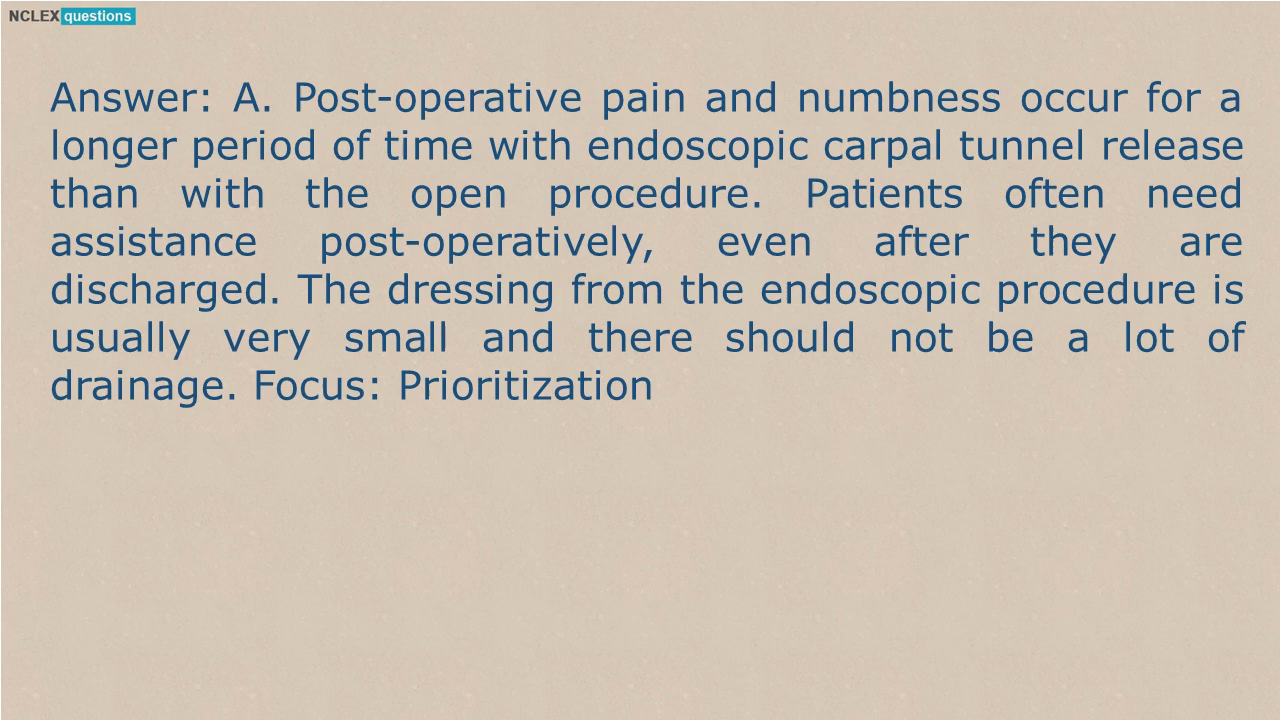 NCLEX questions
Answer: A. Post-operative pain and numbness occur for a
longer period of time with endoscopic carpal tunnel release
than with the open procedure. Patients often need
assistance post-operatively, even after they are
discharged. The dressing from the endoscopic procedure is
usually very small and there should not be a lot of
drainage. Focus: Prioritization